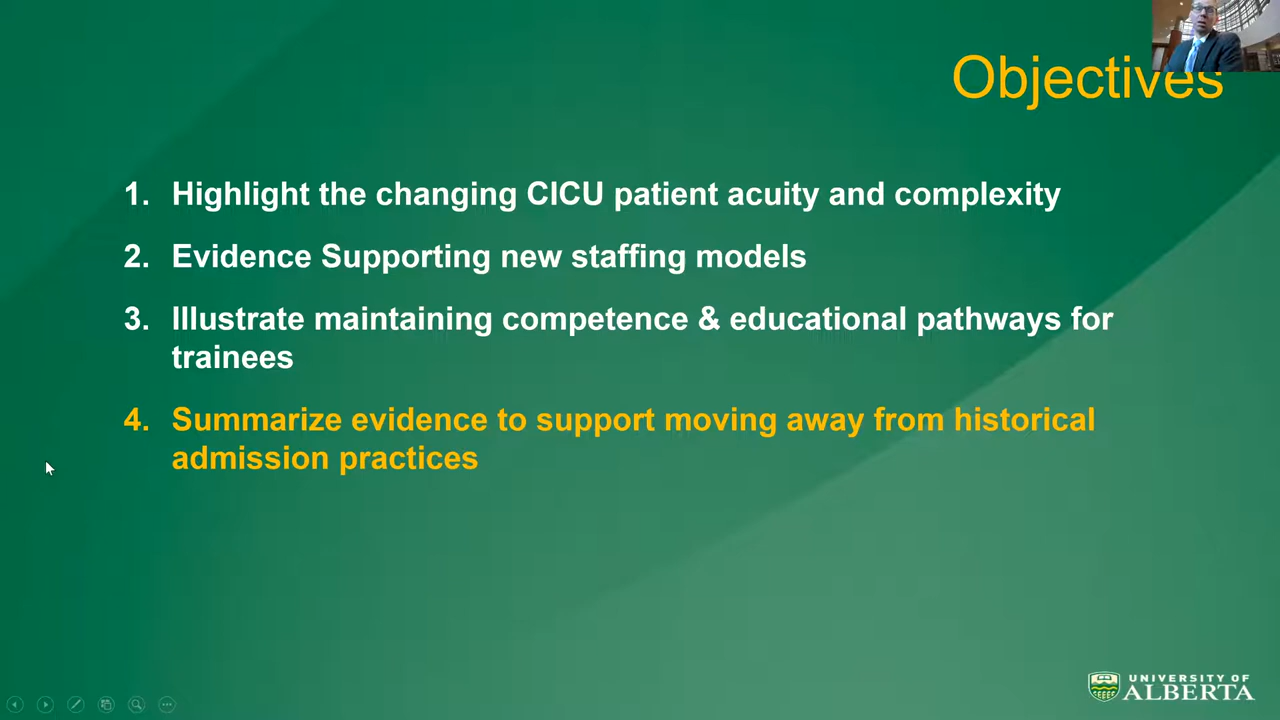 Objectives
1. Highlight the changing CICU patient acuity and complexity
2. Evidence Supporting new staffing models
3. Illustrate maintaining competence & educational pathways for
trainees
4. Summarize evidence to support moving away from historical
admission practices
UNIVERSITY OF
ALBERTA